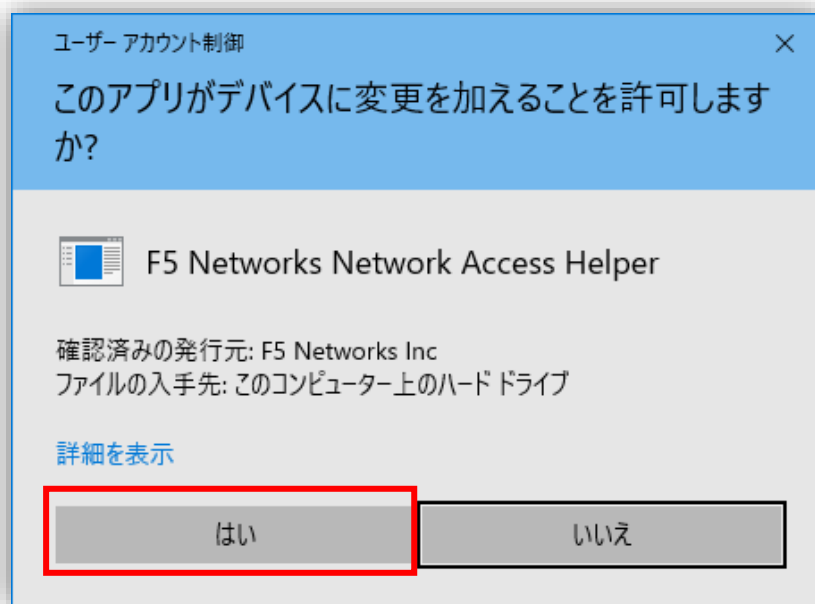 ユーザー アカウント制御
このアプリがデバイスに変更を加えることを許可します
か?
F5 Networks Network Access Helper
確認済みの発行元: F5 Networks Inc
ファイルの入手先: このコンピューター上のハード ドライブ
詳細を表示
はい
いいえ